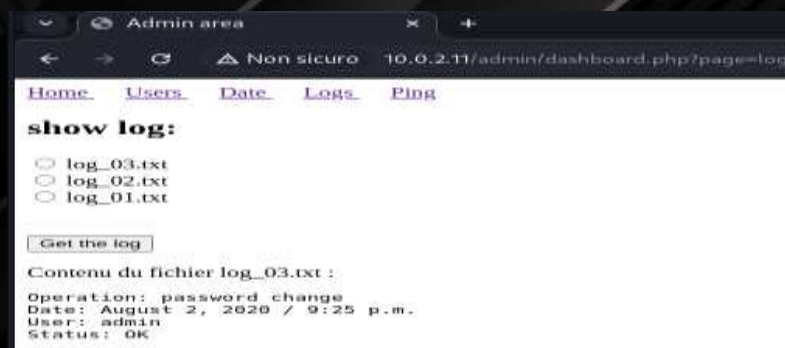 Admin area
Non sicuro 10.0.2.11/admin/dashboard.php?page=log
Home Users Date Logs Ping
show log:
log_03.txt
log_02.txt
log_01.txt
Get the log
Contenu du fichier log_03.txt :
Operation: password change
Date: August 2, 2020 / 9:25 p.m.
User: admin
Status: OK